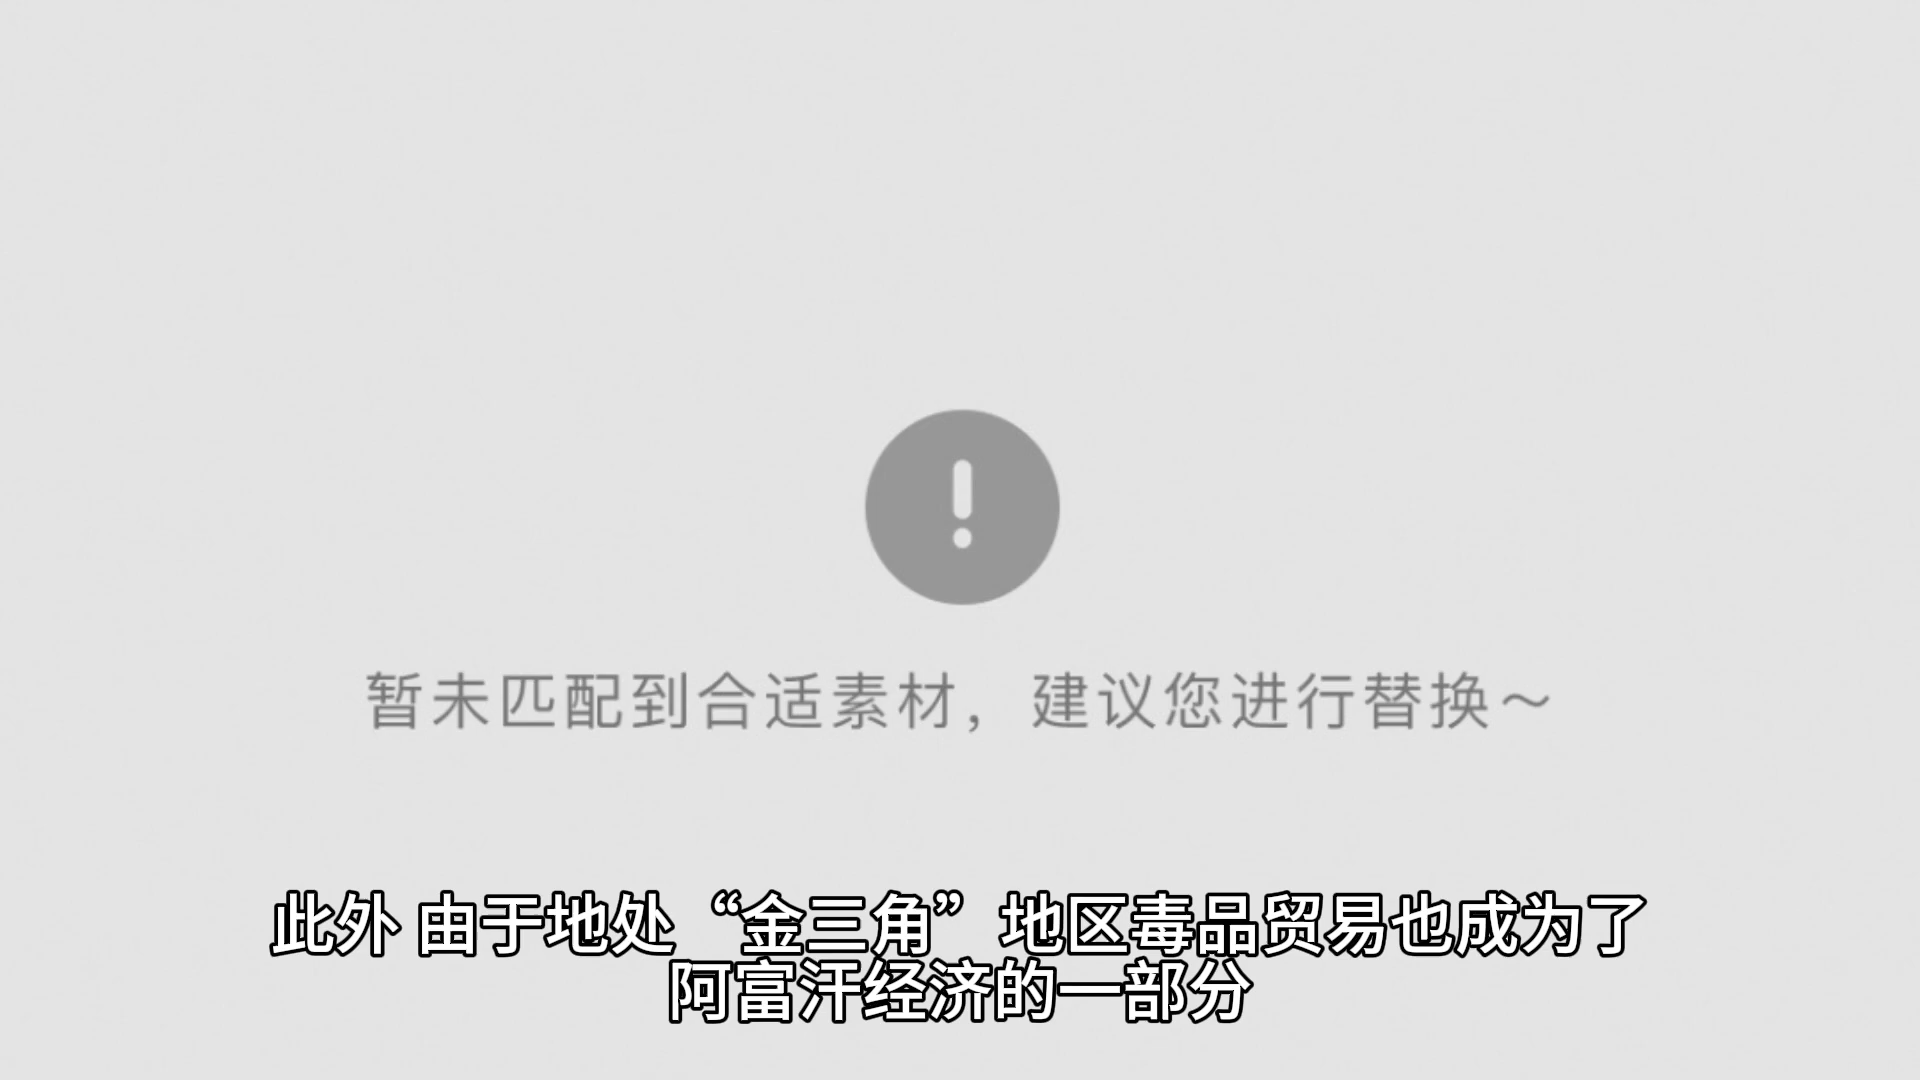 暂未匹配到合适素材，建议您进行替换～
此外 由于地处“金三角”地区毒品贸易也成为了
阿富汗经济的一部分